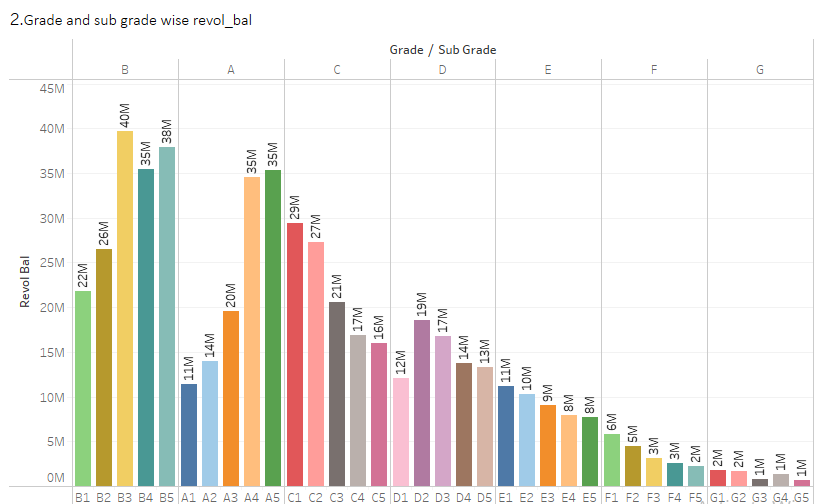 2.Grade and sub grade wise revol_bal
Grade / Sub Grade
B A C D E F G
45M
40M
35M
30M
25M
20M
15M
10M
5M
0M
Revol Bal
22M 26M 40M 35M 38M 11M 14M 20M 35M 35M 29M 27M 21M 17M 16M 12M 19M 17M 14M 13M 11M 10M 9M 8M 8M 6M 5M 3M 3M 2M 2M 2M 1M 1M 1M
B1 B2 B3 B4 B5 A1 A2 A3 A4 A5 C1 C2 C3 C4 C5 D1 D2 D3 D4 D5 E1 E2 E3 E4 E5 F1 F2 F3 F4 F5 G1 G2 G3 G4 G5